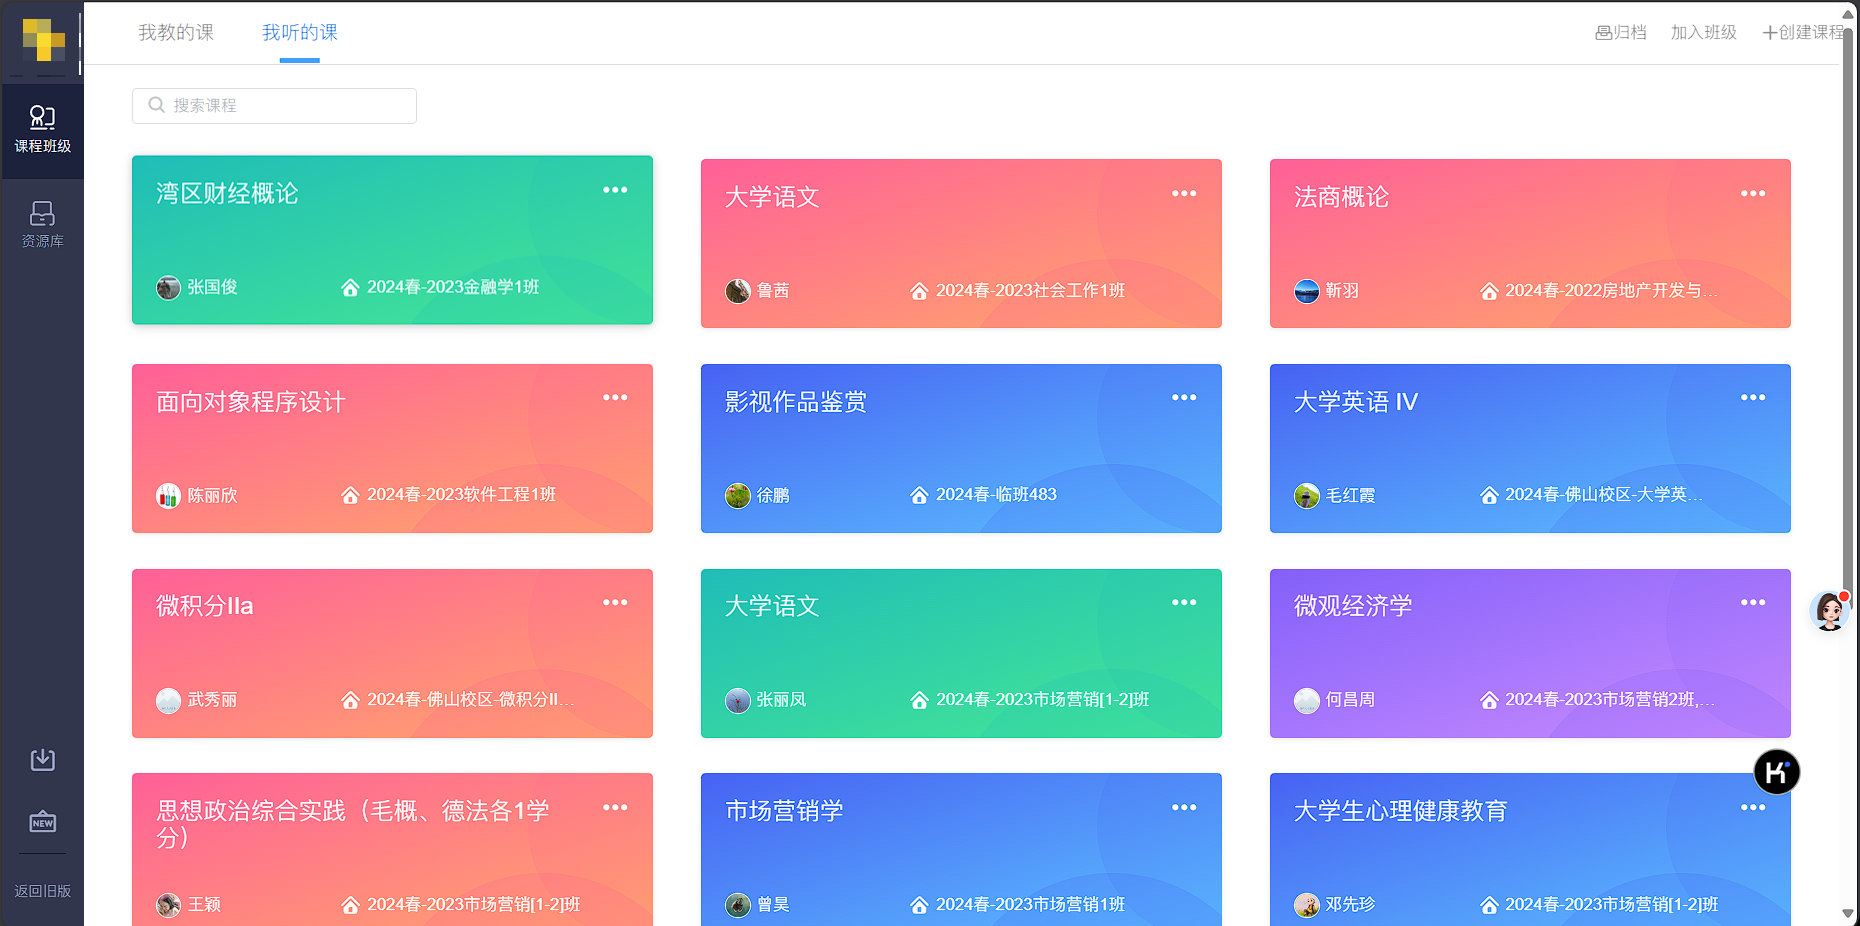 我教的课
我听的课
归档
加入班级
创建课程
搜索课程
课程班级
资源库
湾区财经概论
张国俊
2024春-2023金融学1班
大学语文
鲁茜
2024春-2023社会工作1班
法商概论
靳羽
2024春-2022房地产开发与...
面向对象程序设计
陈丽欣
2024春-2023软件工程1班
影视作品鉴赏
徐鹏
2024春-临班483
大学英语 IV
毛红霞
2024春-佛山校区-大学英...
微积分IIa
武秀丽
2024春-佛山校区-微积分II...
大学语文
张丽凤
2024春-2023市场营销[1-2]班
微观经济学
何昌周
2024春-2023市场营销2班,...
思想政治综合实践（毛概、德法各1学
分）
王颖
2024春-2023市场营销[1-2]班
市场营销学
曾昊
2024春-2023市场营销1班
大学生心理健康教育
邓先珍
2024春-2023市场营销[1-2]班
NEW
返回旧版
K